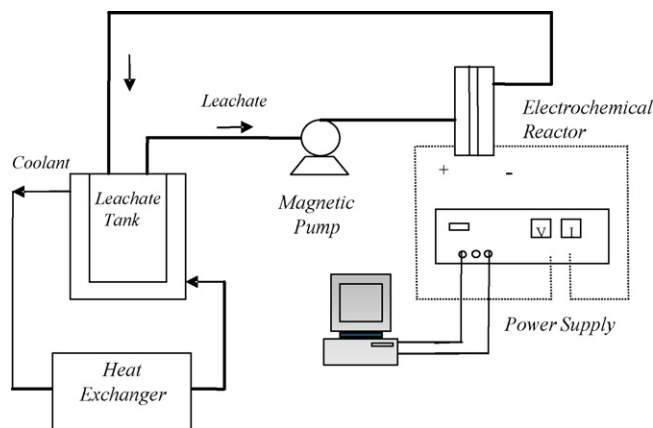 Leachate
Electrochemical
Reactor
Coolant
Leachate
Tank
Magnetic
Pump
+ -
V I
Power Supply
Heat
Exchanger